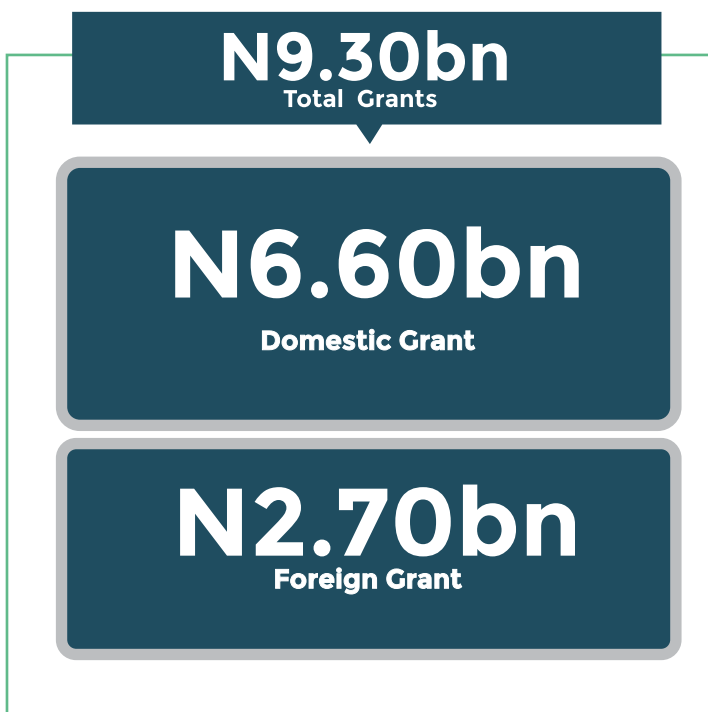 N9.30bn
Total Grants
N6.60bn
Domestic Grant
N2.70bn
Foreign Grant